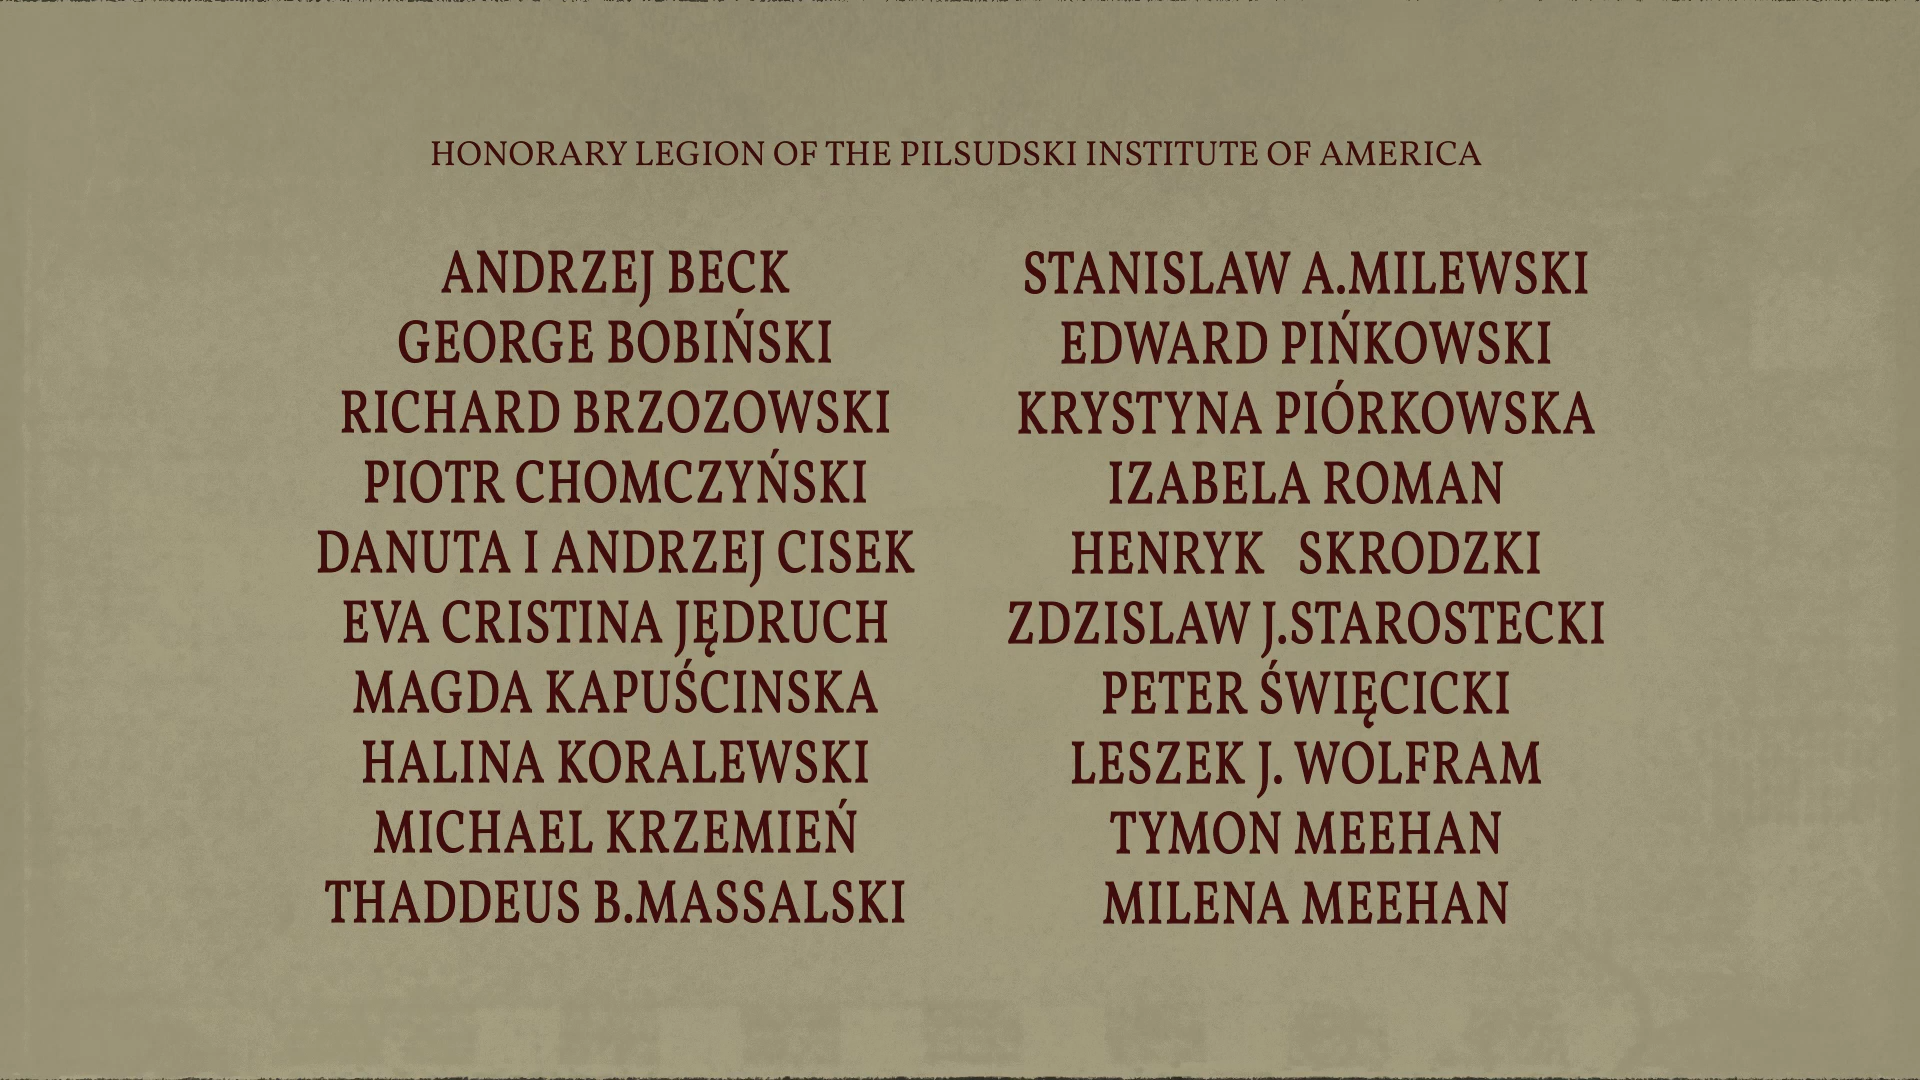 HONORARY LEGION OF THE PILSUDSKI INSTITUTE OF AMERICA
ANDRZEJ BECK
GEORGE BOBIŃSKI
RICHARD BRZOZOWSKI
PIOTR CHOMCZYŃSKI
DANUTA I ANDRZEJ CISEK
EVA CRISTINA JĘDRUCH
MAGDA KAPUŚCINSKA
HALINA KORALEWSKI
MICHAEL KRZEMIEŃ
THADDEUS B.MASSALSKI
STANISLAW A.MILEWSKI
EDWARD PIŃKOWSKI
KRYSTYNA PIÓRKOWSKA
IZABELA ROMAN
HENRYK   SKRODZKI
ZDZISLAW J.STAROSTECKI
PETER ŚWIĘCICKI
LESZEK J. WOLFRAM
TYMON MEEHAN
MILENA MEEHAN